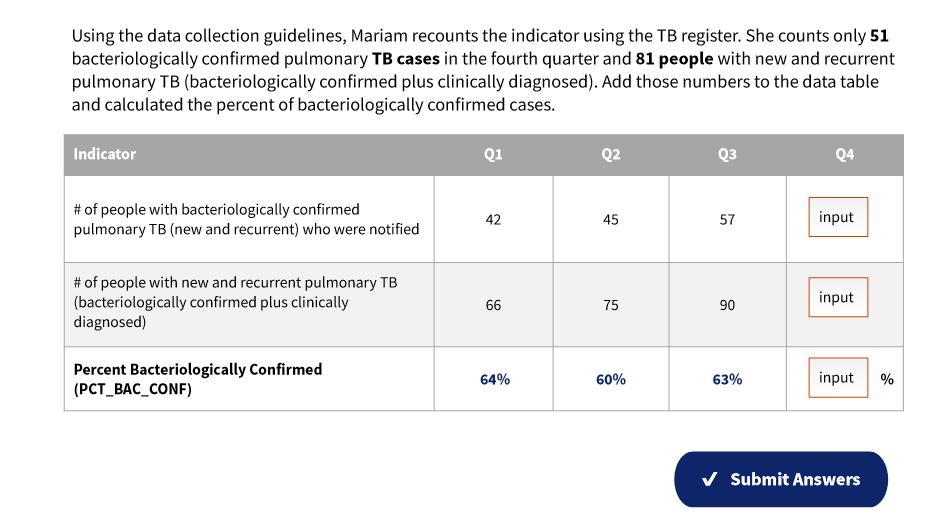 Using the data collection guidelines, Mariam recounts the indicator using the TB register. She counts only 51
bacteriologically confirmed pulmonary TB cases in the fourth quarter and 81 people with new and recurrent
pulmonary TB (bacteriologically confirmed plus clinically diagnosed). Add those numbers to the data table
and calculated the percent of bacteriologically confirmed cases.
Indicator Q1 Q2 Q3 Q4
# of people with bacteriologically confirmed
pulmonary TB (new and recurrent) who were notified
42 45 57 input
# of people with new and recurrent pulmonary TB
(bacteriologically confirmed plus clinically
diagnosed)
66 75 90 input
Percent Bacteriologically Confirmed
(PCT_BAC_CONF)
64% 60% 63% input %
✓ Submit Answers